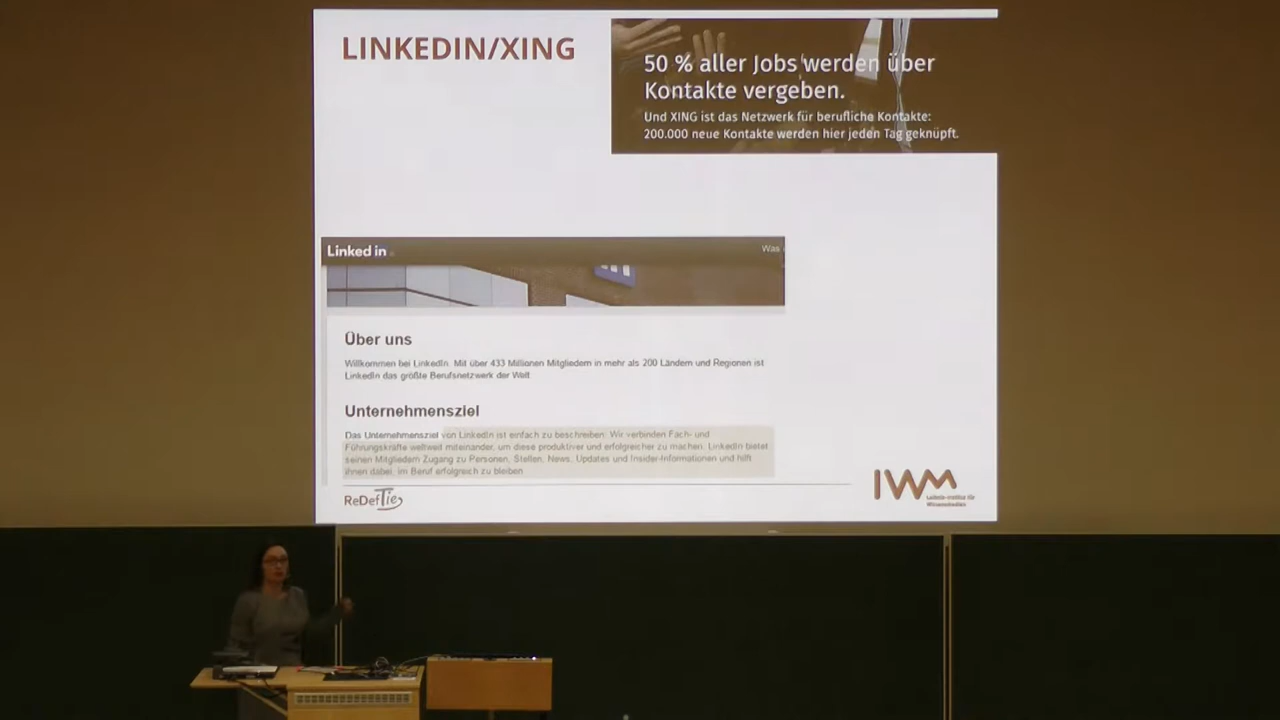 LINKEDIN/XING
50 % aller Jobs werden über
Kontakte vergeben.
Und XING ist das Netzwerk für berufliche Kontakte:
200.000 neue Kontakte werden hier jeden Tag geknüpft.
Linked in
Was
Über uns
Willkommen bei LinkedIn. Mit über 433 Millionen Mitgliedern in mehr als 200 Ländern und Regionen ist
LinkedIn das größte Berufsnetzwerk der Welt
Unternehmensziel
Das Unternehmensziel von LinkedIn ist einfach zu beschreiben: Wir verbinden Fach- und
Führungskräfte weltweit miteinander, um diese produktiver und erfolgreicher zu machen. LinkedIn bietet
seinen Mitgliedern Zugang zu Personen, Stellen, News, Updates und Insider-Informationen und hilft
ihnen dabei, im Beruf erfolgreich zu bleiben
ReDefTie
IWM
Leibniz-Institut für
Wissensmedien